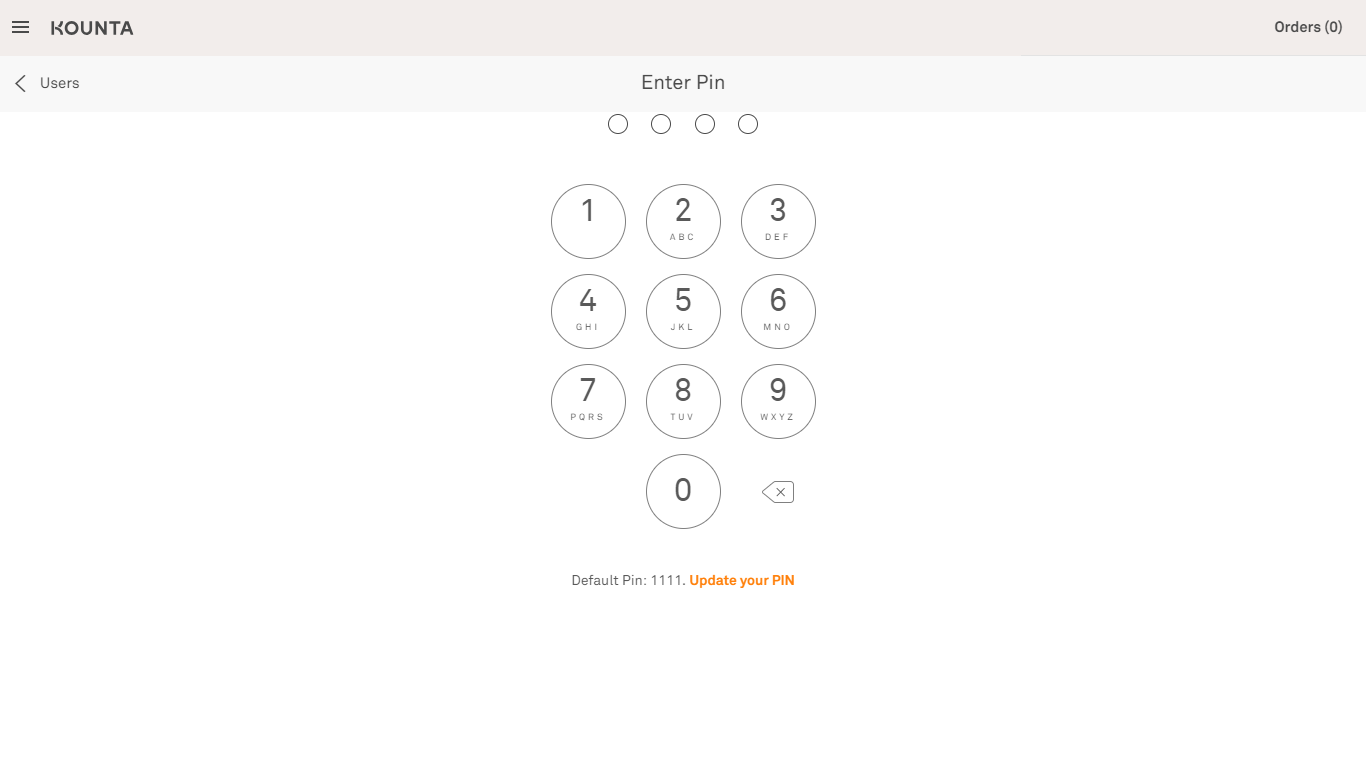 KOUNTA
Orders (0)
Users
Enter Pin
1
2
ABC
3
DEF
4
GHI
5
JKL
6
MNO
7
PQRS
8
TUV
9
WXYZ
0
Default Pin: 1111. Update your PIN